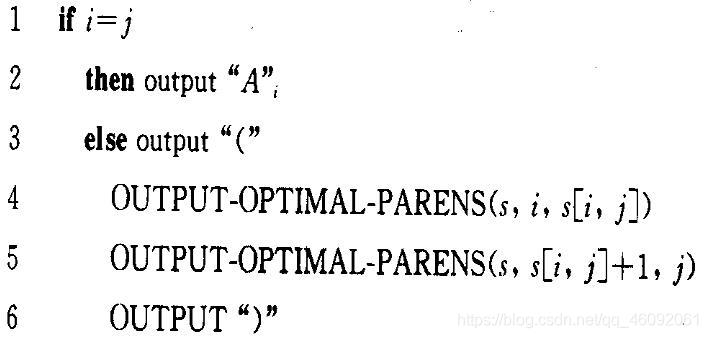 1 if i=j
2 then output “A”i
3 else output “(”
4 OUTPUT-OPTIMAL-PARENS(s, i, s[i, j])
5 OUTPUT-OPTIMAL-PARENS(s, s[i, j]+1, j)
6 OUTPUT “)”
https://blog.csdn.net/qq_46092061